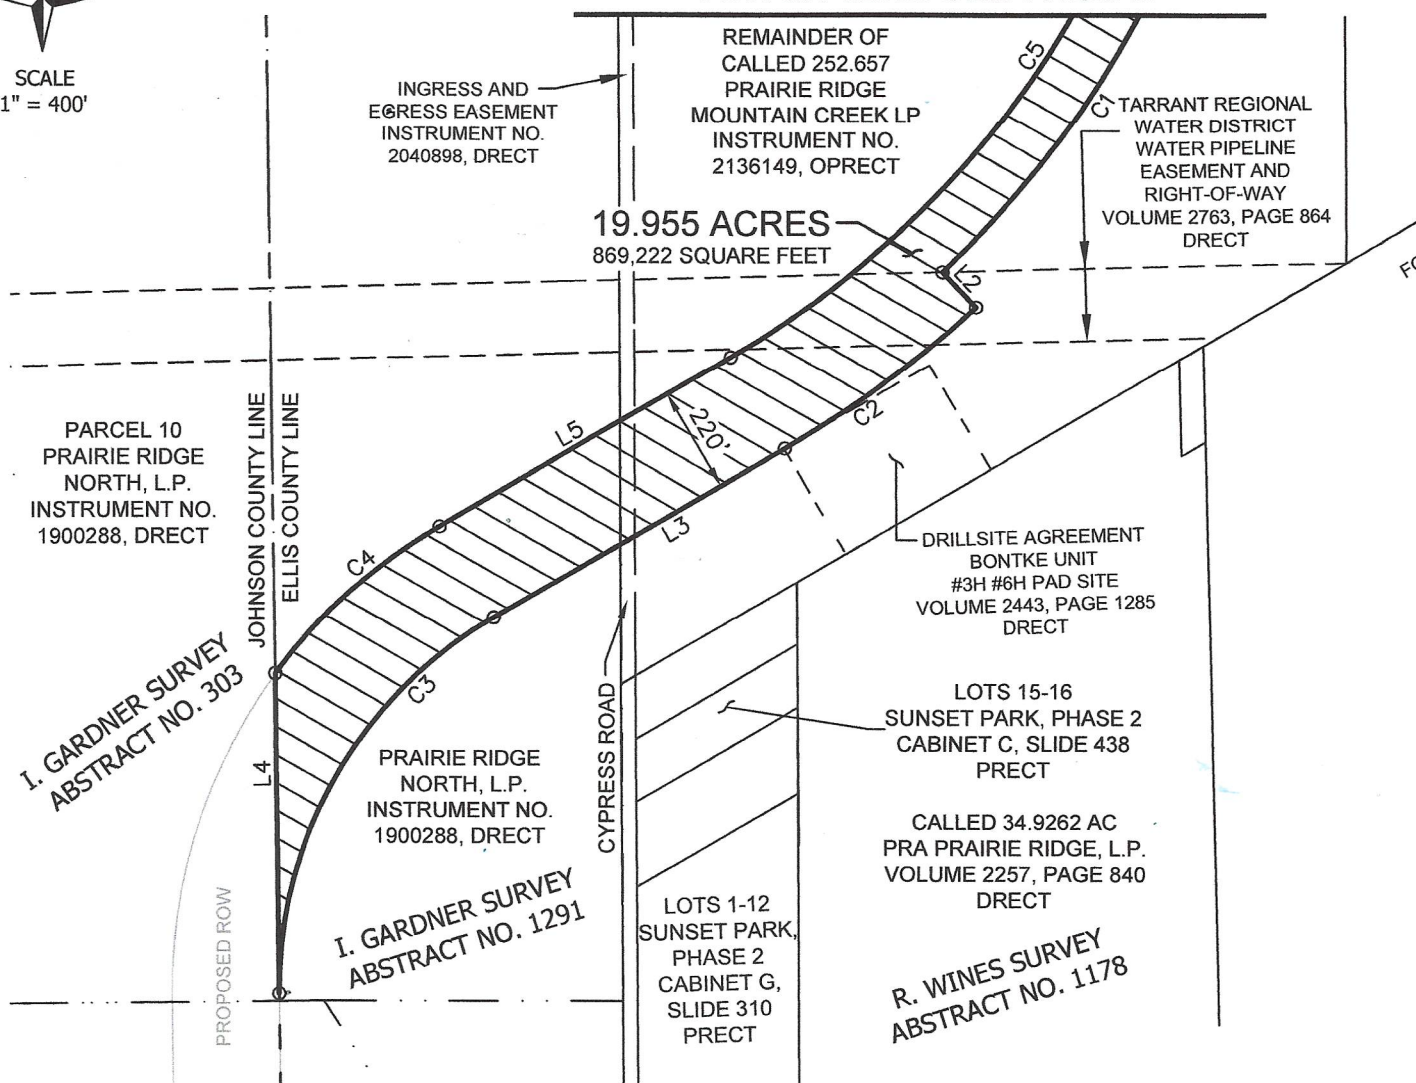 SCALE
1" = 400'
INGRESS AND
EGRESS EASEMENT
INSTRUMENT NO.
2040898, DRECT
REMAINDER OF
CALLED 252.657
PRAIRIE RIDGE
MOUNTAIN CREEK LP
INSTRUMENT NO.
2136149, OPRECT
C5
C1
TARRANT REGIONAL
WATER DISTRICT
WATER PIPELINE
EASEMENT AND
RIGHT-OF-WAY
VOLUME 2763, PAGE 864
DRECT
19.955 ACRES
869,222 SQUARE FEET
L2
PARCEL 10
PRAIRIE RIDGE
NORTH, L.P.
INSTRUMENT NO.
1900288, DRECT
JOHNSON COUNTY LINE
ELLIS COUNTY LINE
L5
220'
C2
L3
C4
C3
L4
DRILLSITE AGREEMENT
BONTKE UNIT
#3H #6H PAD SITE
VOLUME 2443, PAGE 1285
DRECT
I. GARDNER SURVEY
ABSTRACT NO. 303
PRAIRIE RIDGE
NORTH, L.P.
INSTRUMENT NO.
1900288, DRECT
CYPRESS ROAD
LOTS 15-16
SUNSET PARK, PHASE 2
CABINET C, SLIDE 438
PRECT
CALLED 34.9262 AC
PRA PRAIRIE RIDGE, L.P.
VOLUME 2257, PAGE 840
DRECT
PROPOSED ROW
I. GARDNER SURVEY
ABSTRACT NO. 1291
LOTS 1-12
SUNSET PARK,
PHASE 2
CABINET G,
SLIDE 310
PRECT
R. WINES SURVEY
ABSTRACT NO. 1178